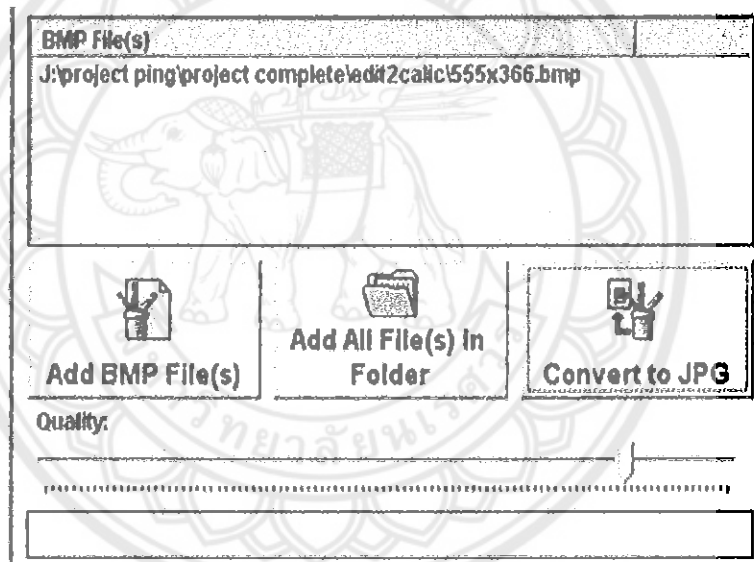 BMP File(s)
J:\project ping\project complete\edit2calic\555x366.bmp
Add BMP File(s)
Add All File(s) in
Folder
Convert to JPG
Quality: